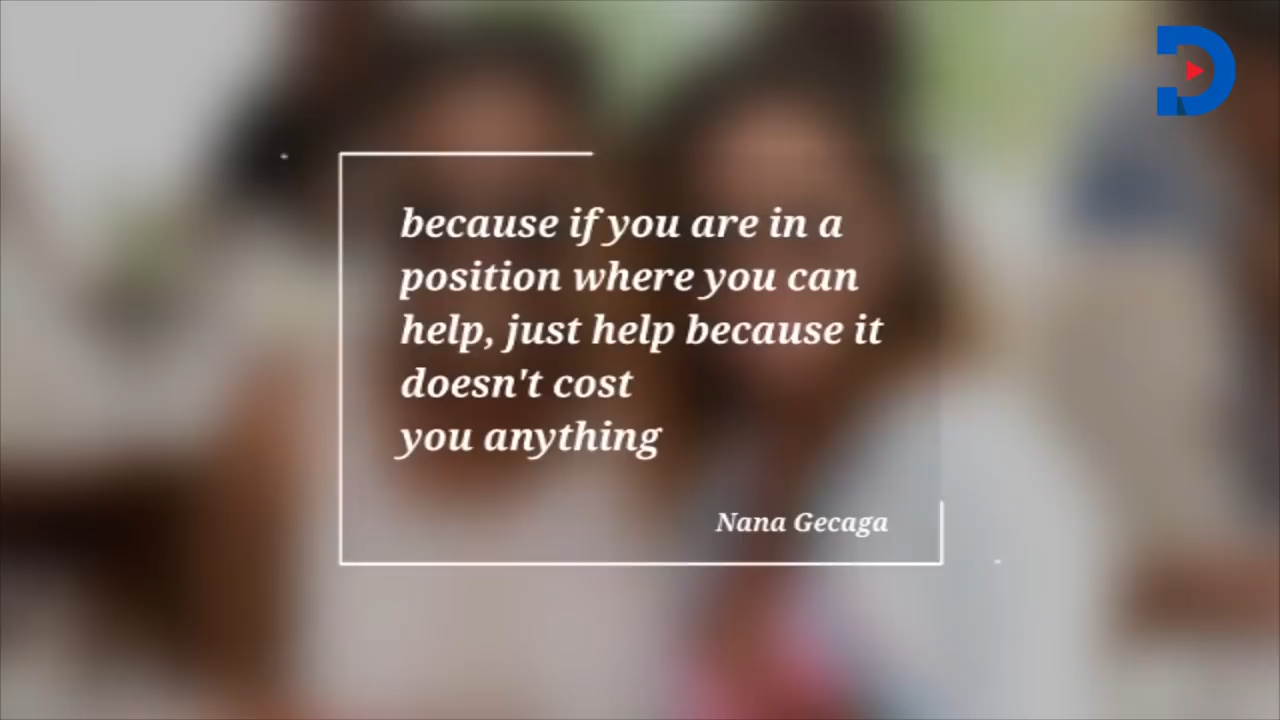 because if you are in a
position where you can
help, just help because it
doesn't cost
you anything
Nana Gecaga